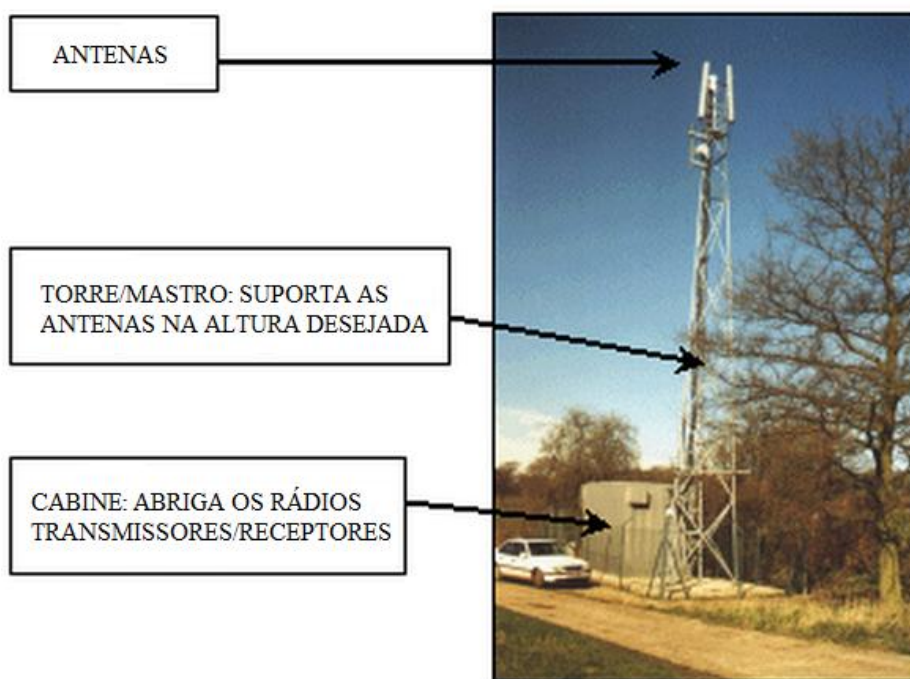 ANTENAS
TORRE/MASTRO: SUPORTA AS
ANTENAS NA ALTURA DESEJADA
CABINE: ABRIGA OS RÁDIOS
TRANSMISSORES/RECEPTORES